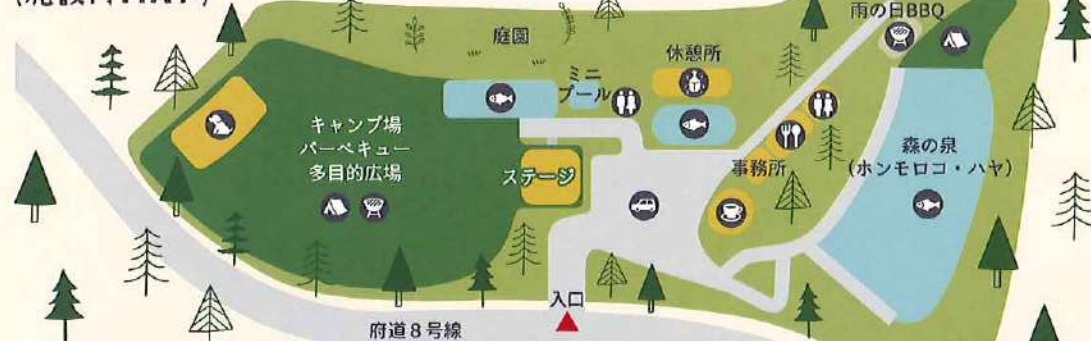 雨の日BBQ
庭園
休憩所
ミニ
プール
キャンプ場
バーベキュー
多目的広場
ステージ
事務所
森の泉
(ホンモロコ・ハヤ)
入口
府道8号線